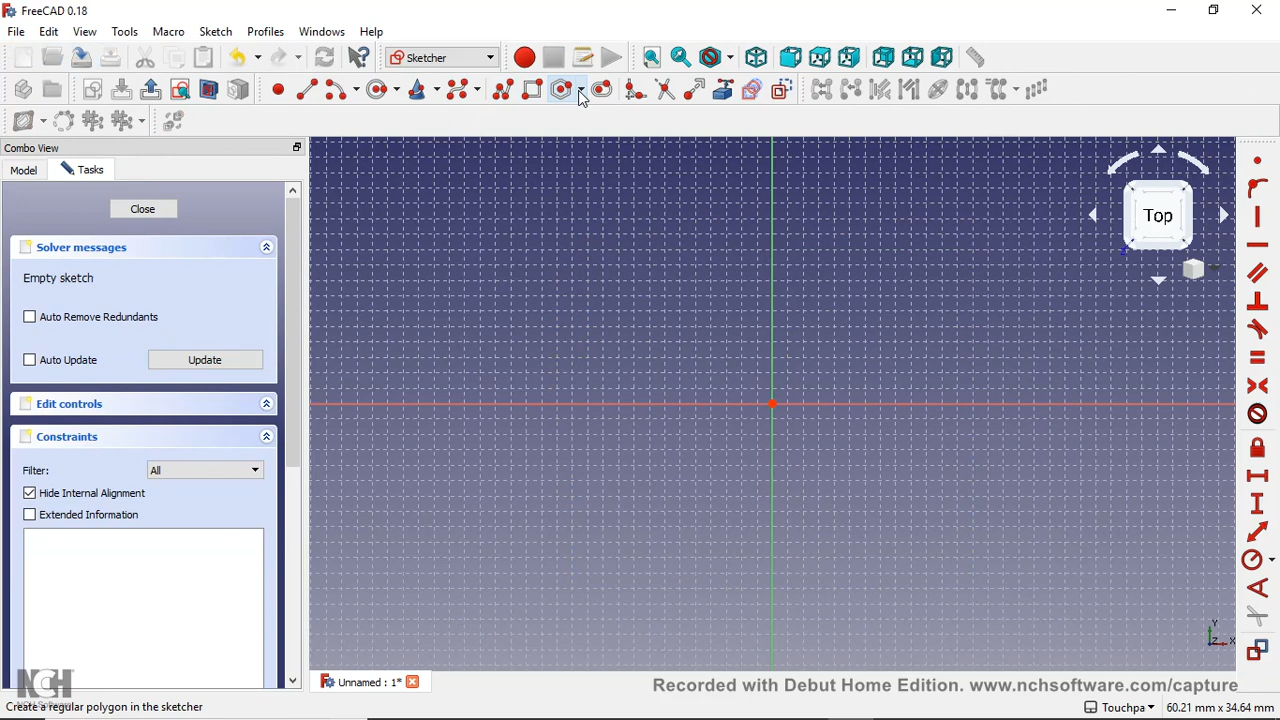 FreeCAD 0.18
File Edit View Tools Macro Sketch Profiles Windows Help
Sketcher
Combo View
Model Tasks
Close
Solver messages
Empty sketch
Auto Remove Redundants
Auto Update Update
Edit controls
Constraints
Filter: All
Hide Internal Alignment
Extended Information
Top
Y
Z X
NCH
NCH Software
Unnamed : 1*
Recorded with Debut Home Edition. www.nchsoftware.com/capture
Create a regular polygon in the sketcher
Touchpa
60.21 mm x 34.64 mm